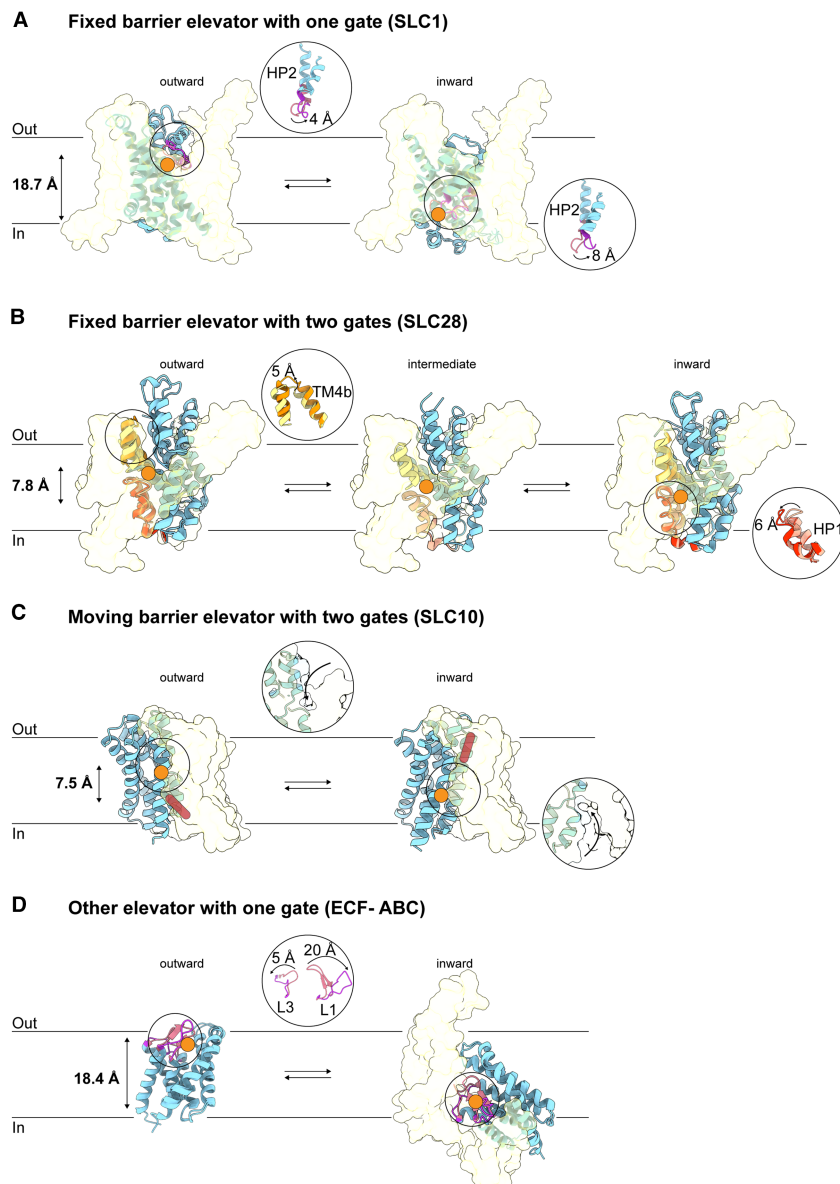 A Fixed barrier elevator with one gate (SLC1)
outward
HP2
4 Å
inward
Out
18.7 Å
In
HP2
8 Å
B Fixed barrier elevator with two gates (SLC28)
outward
5 Å
TM4b
intermediate
inward
Out
7.8 Å
In
6 Å
HP1
C Moving barrier elevator with two gates (SLC10)
outward
inward
Out
7.5 Å
In
D Other elevator with one gate (ECF- ABC)
outward
5 Å 20 Å
L3 L1
inward
Out
18.4 Å
In